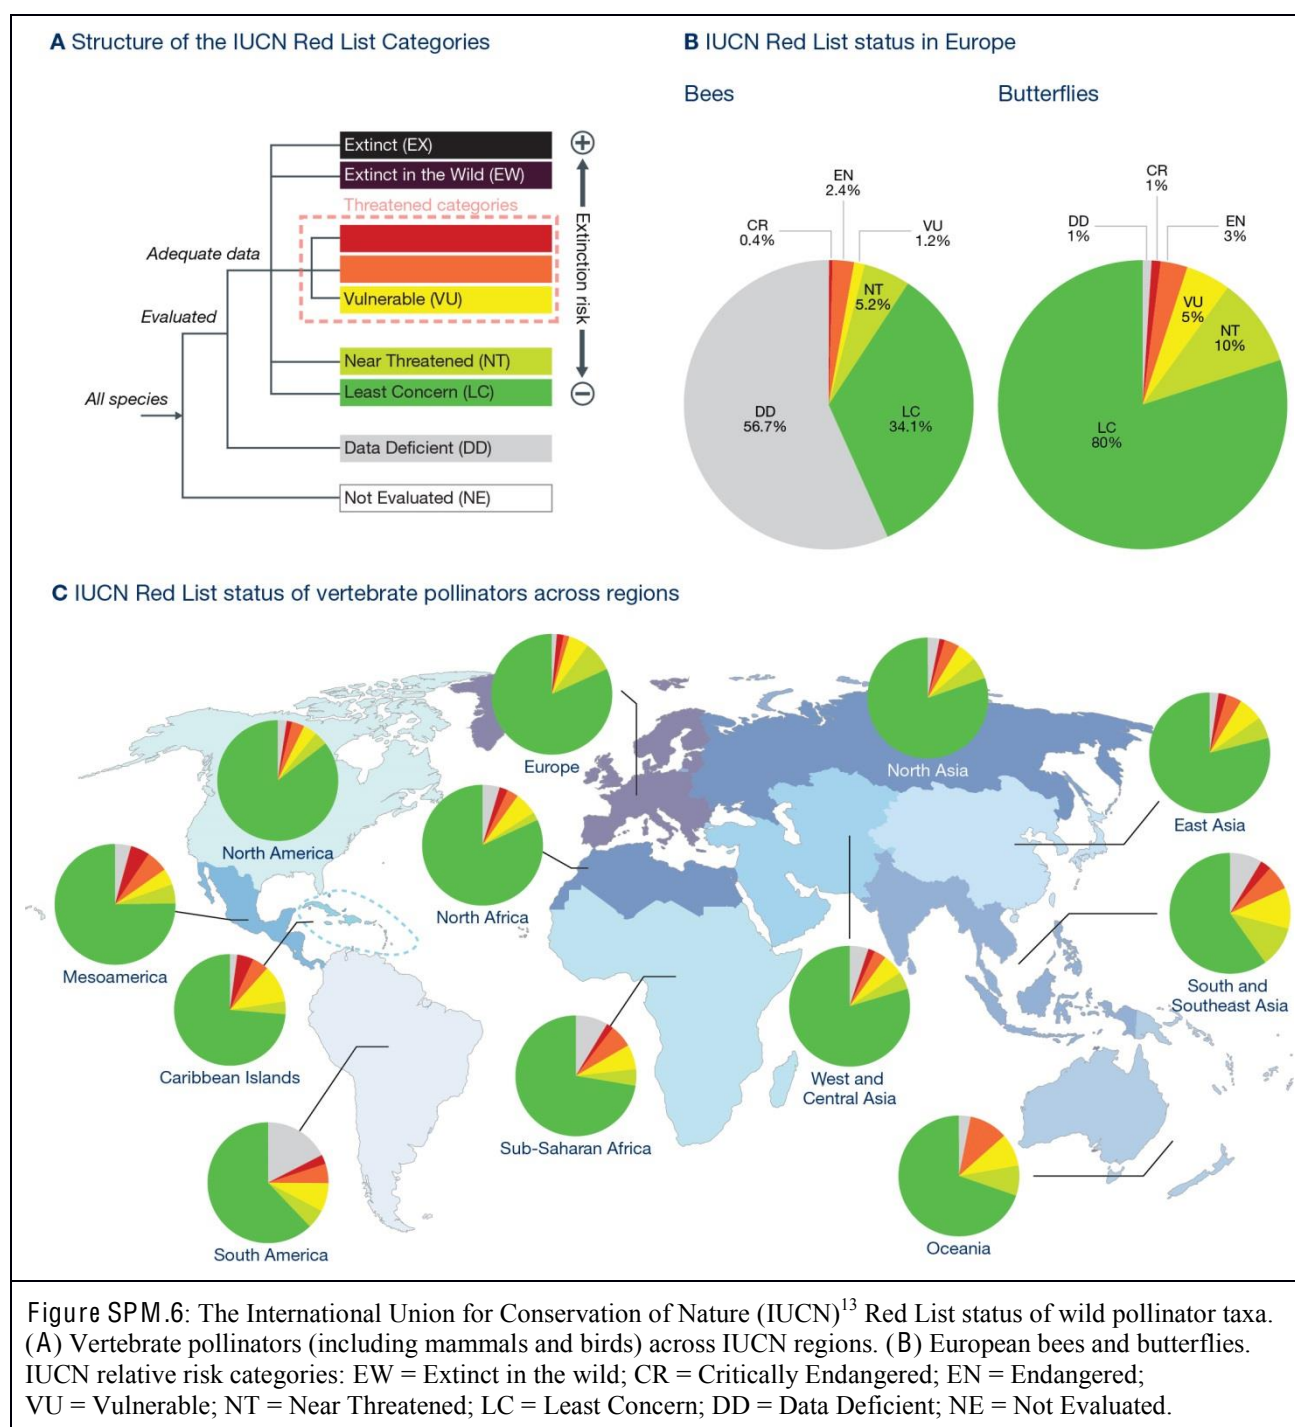 A Structure of the IUCN Red List Categories
Extinct (EX)
Extinct in the Wild (EW)
Threatened categories
Vulnerable (VU)
Near Threatened (NT)
Least Concern (LC)
Data Deficient (DD)
Not Evaluated (NE)
Adequate data
Evaluated
All species
+
Extinction risk
−
B IUCN Red List status in Europe
Bees
CR
0.4%
EN
2.4%
VU
1.2%
NT
5.2%
LC
34.1%
DD
56.7%
Butterflies
DD
1%
CR
1%
EN
3%
VU
5%
NT
10%
LC
80%
C IUCN Red List status of vertebrate pollinators across regions
Europe
North Asia
East Asia
North America
North Africa
Mesoamerica
South and
Southeast Asia
Caribbean Islands
West and
Central Asia
Sub-Saharan Africa
South America
Oceania
Figure SPM.6: The International Union for Conservation of Nature (IUCN)13 Red List status of wild pollinator taxa.
(A) Vertebrate pollinators (including mammals and birds) across IUCN regions. (B) European bees and butterflies.
IUCN relative risk categories: EW = Extinct in the wild; CR = Critically Endangered; EN = Endangered;
VU = Vulnerable; NT = Near Threatened; LC = Least Concern; DD = Data Deficient; NE = Not Evaluated.